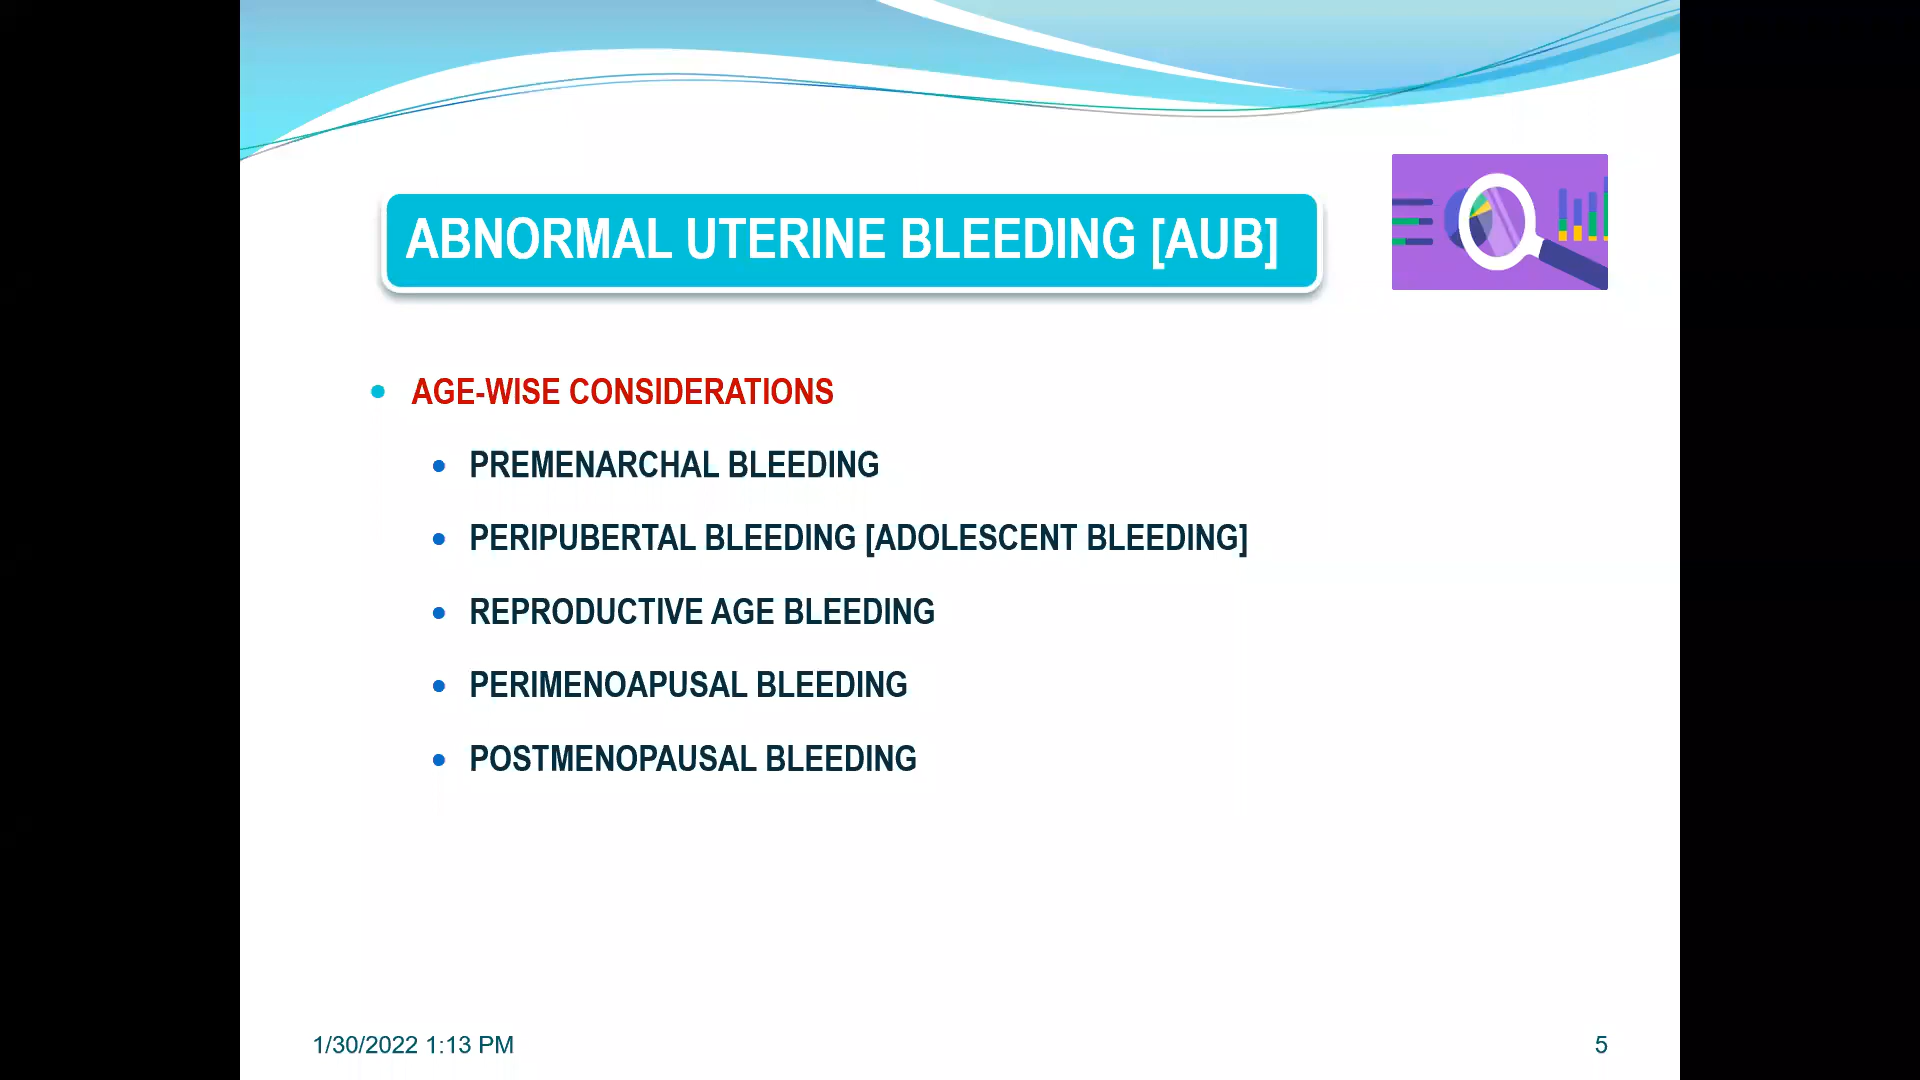 ABNORMAL UTERINE BLEEDING [AUB]
AGE-WISE CONSIDERATIONS
PREMENARCHAL BLEEDING
PERIPUBERTAL BLEEDING [ADOLESCENT BLEEDING]
REPRODUCTIVE AGE BLEEDING
PERIMENOAPUSAL BLEEDING
POSTMENOPAUSAL BLEEDING
1/30/2022 1:13 PM
5